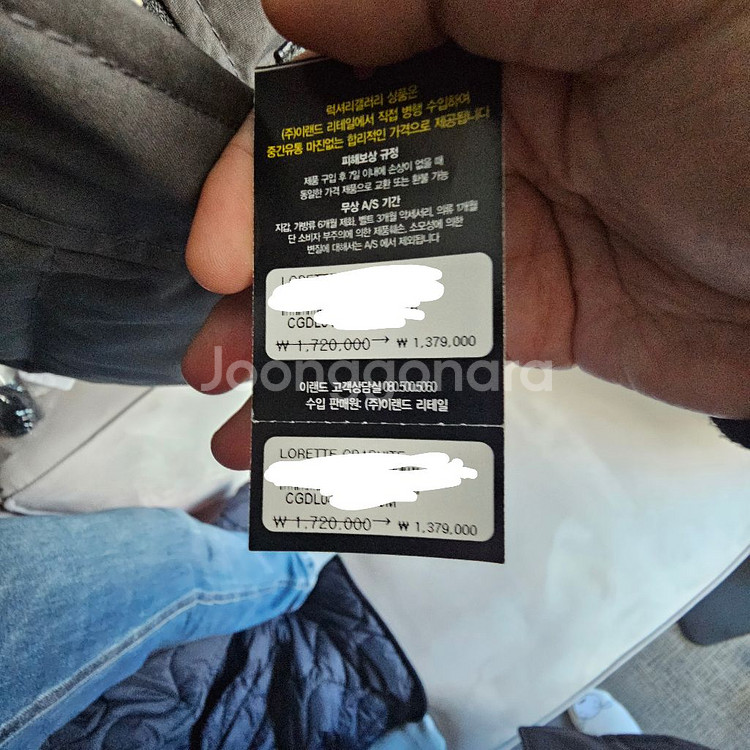 럭셔리갤러리 상품은
(주)이랜드 리테일에서 직접 병행 수입하여
중간유통 마진없는 합리적인 가격으로 제공됩니다
피해보상 규정
제품 구입 후 7일 이내에 손상이 없을 때
동일한 가격 제품으로 교환 또는 환불 가능
무상 A/S 기간
지갑, 가방류 6개월 제화, 벨트 3개월 악세서리, 의류 1개월
단 소비자 부주의에 의한 제품훼손, 소모성에 의한
변질에 대해서는 A/S 에서 제외됩니다
LORETTE
CGDL
₩ 1,720,000→ ₩ 1,379,000
Joonggonara
이랜드 고객상담실 080.500.5060
수입 판매원: (주)이랜드 리테일
LORETTE GRAPHITE
CGDL
₩ 1,720,000→ ₩ 1,379,000